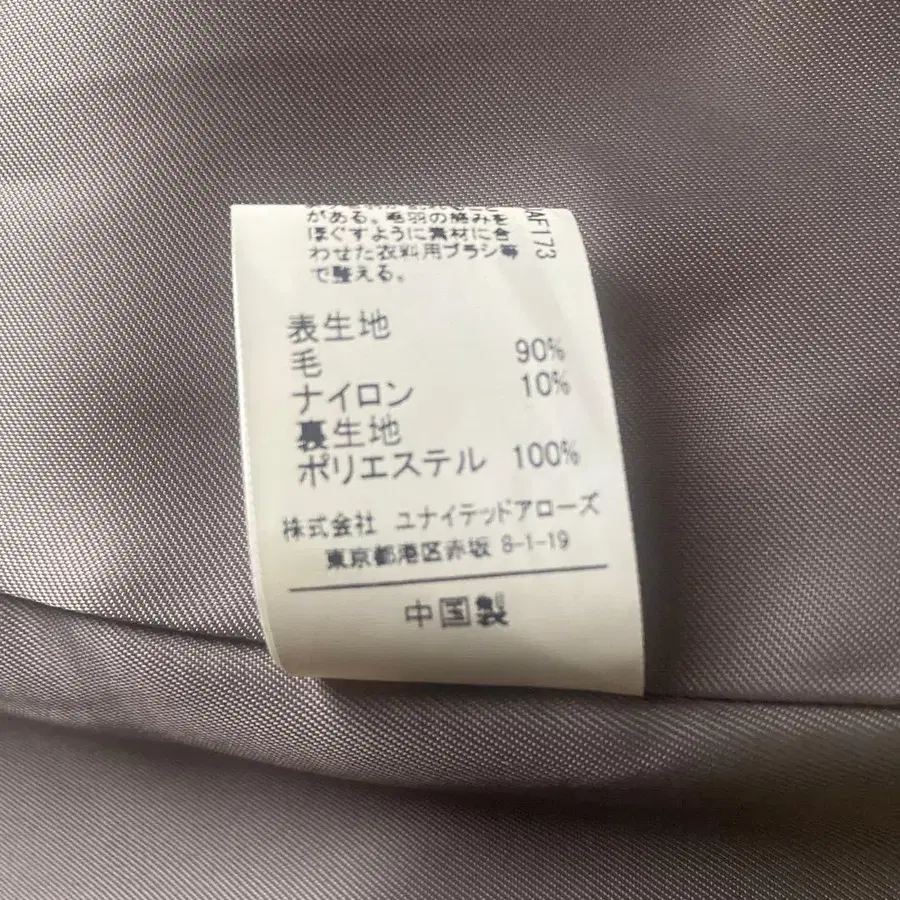 がある。毛羽の絡みを
ほぐすように素材に合
わせた衣料用ブラシ等
で整える。
AF173
表生地
毛 90%
ナイロン 10%
裏生地
ポリエステル 100%
株式会社 ユナイテッドアローズ
東京都港区赤坂 8-1-19
中国製